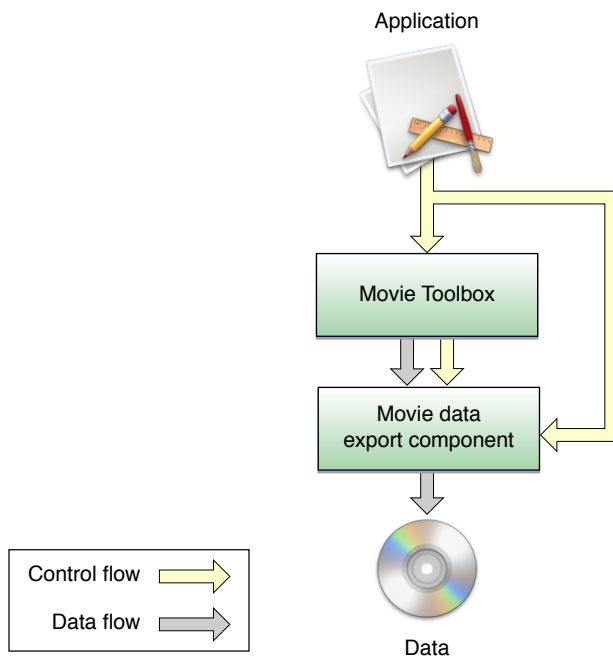 Application
Movie Toolbox
Movie data
export component
Control flow
Data flow
Data